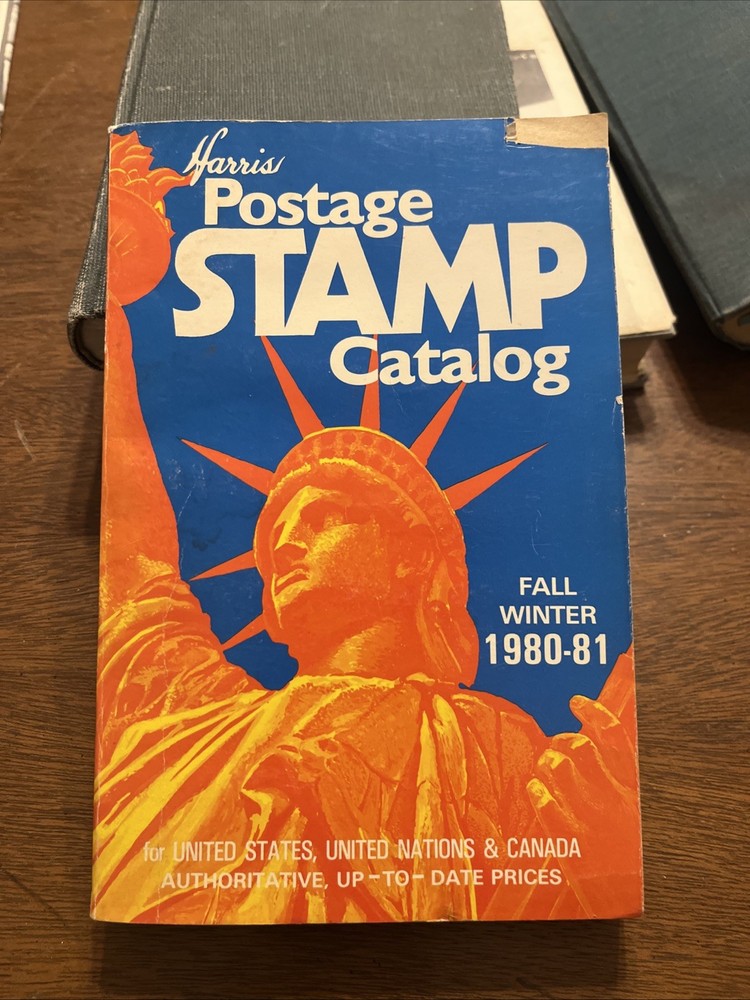 Harris
Postage
STAMP
Catalog
FALL
WINTER
1980-81
for UNITED STATES, UNITED NATIONS & CANADA
AUTHORITATIVE, UP-TO-DATE PRICES